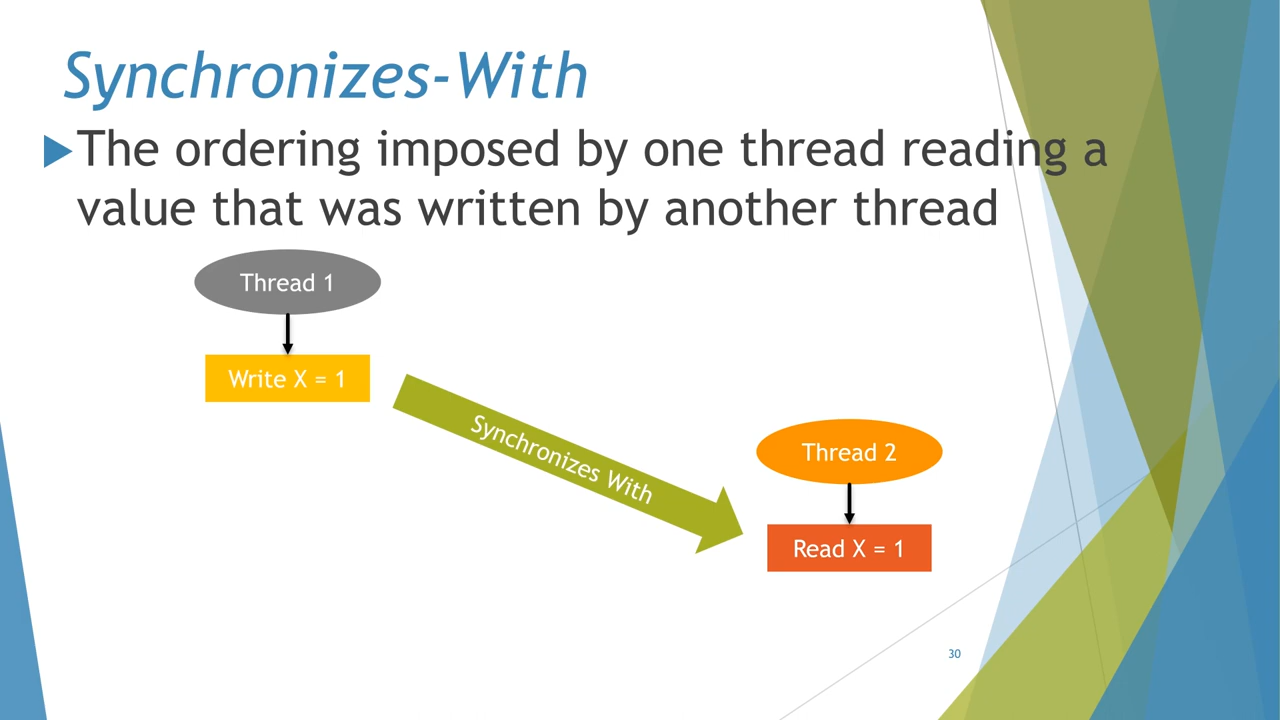 Synchronizes-With
The ordering imposed by one thread reading a
value that was written by another thread
Thread 1
Write X = 1
Synchronizes With
Thread 2
Read X = 1
30